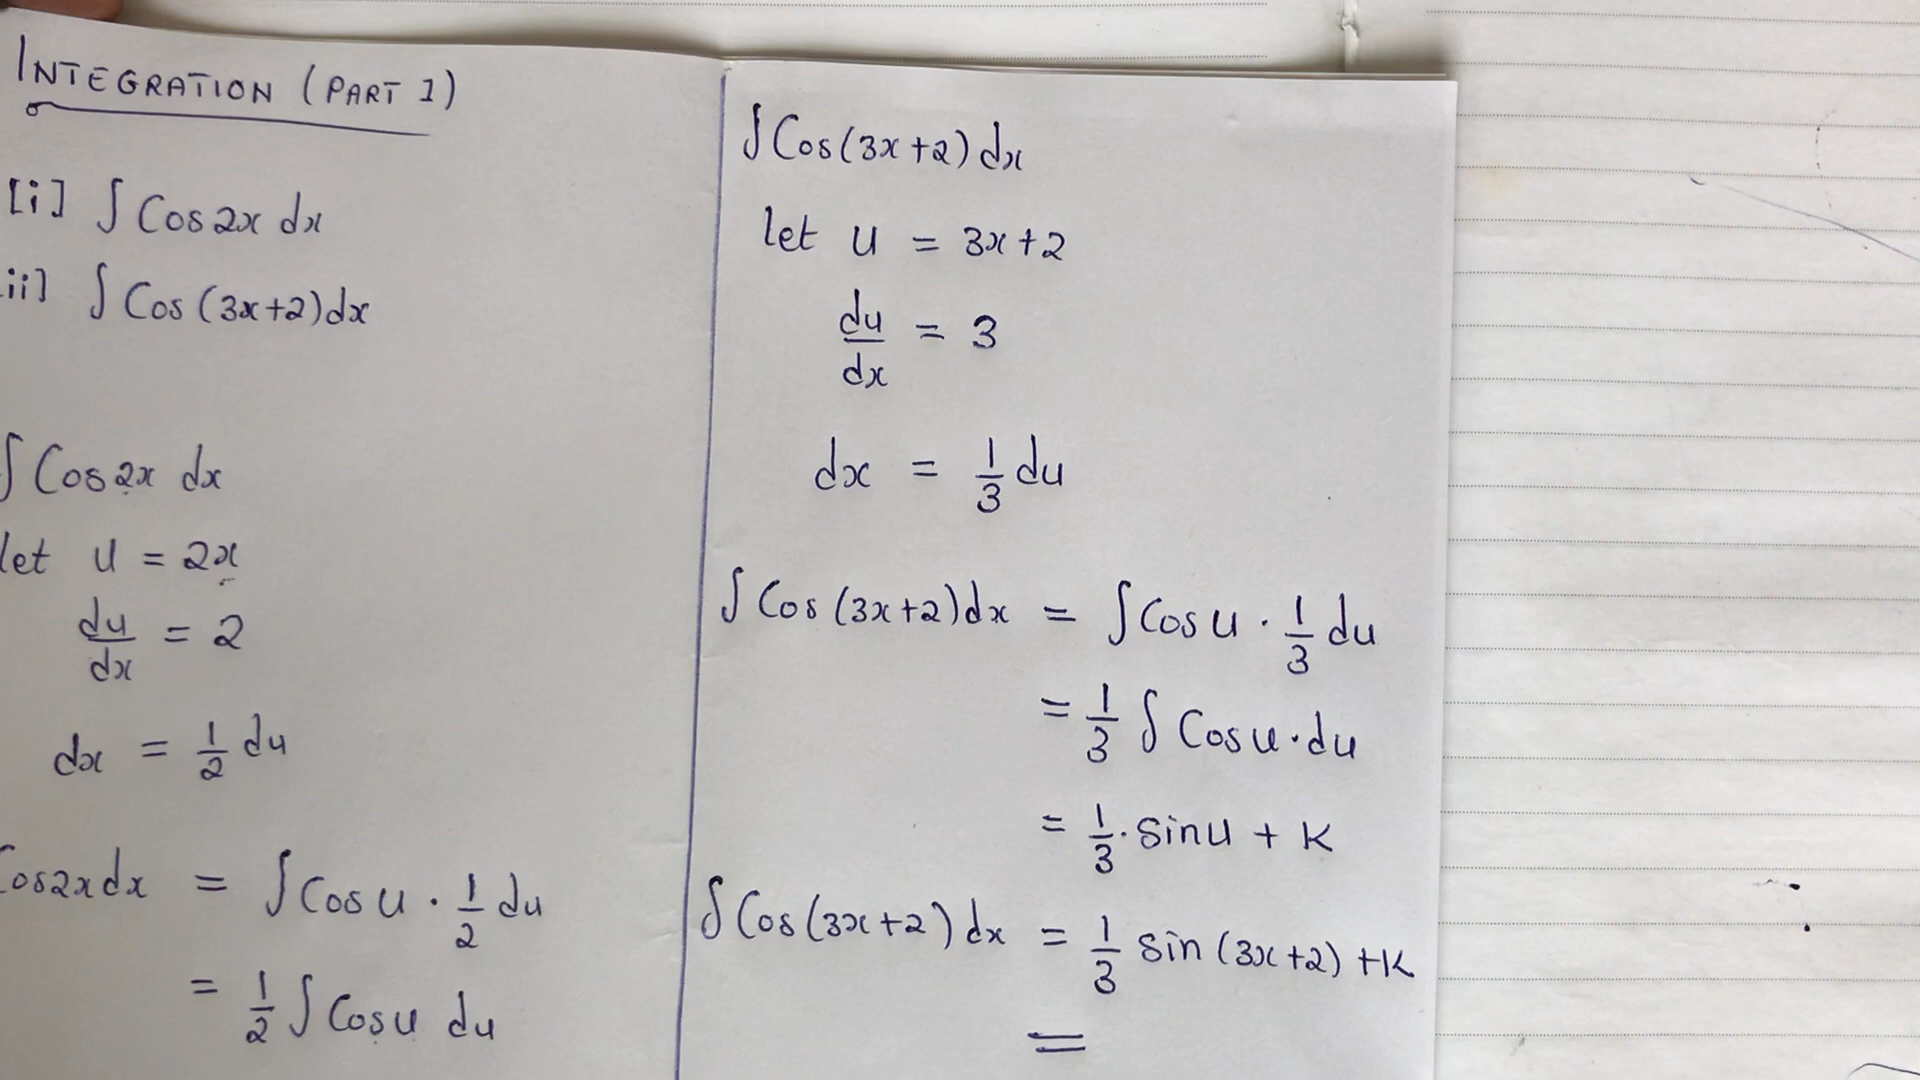 INTEGRATION (PART 1)
[i] ∫ Cos 2x dx
ii] ∫ Cos (3x+2) dx
∫ Cos 2x dx
let u = 2x
du/dx = 2
dx = 1/2 du
Cos 2x dx = ∫ Cos u · 1/2 du
= 1/2 ∫ Cos u du
∫ Cos (3x+2) dx
let u = 3x+2
du/dx = 3
dx = 1/3 du
∫ Cos (3x+2) dx = ∫ Cos u · 1/3 du
= 1/3 ∫ Cos u · du
= 1/3 · sin u + K
∫ Cos (3x+2) dx = 1/3 sin (3x+2) + K